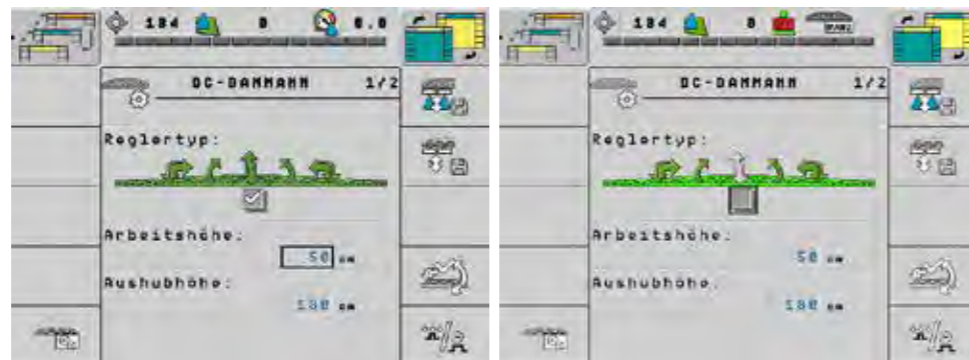 184 0 0.0
DC-DAMMANN 1/2
Reglertyp:
Arbeitshöhe:
50 cm
Aushubhöhe:
180 cm
184 0
DC-DAMMANN 1/2
Reglertyp:
Arbeitshöhe:
50 cm
Aushubhöhe:
180 cm